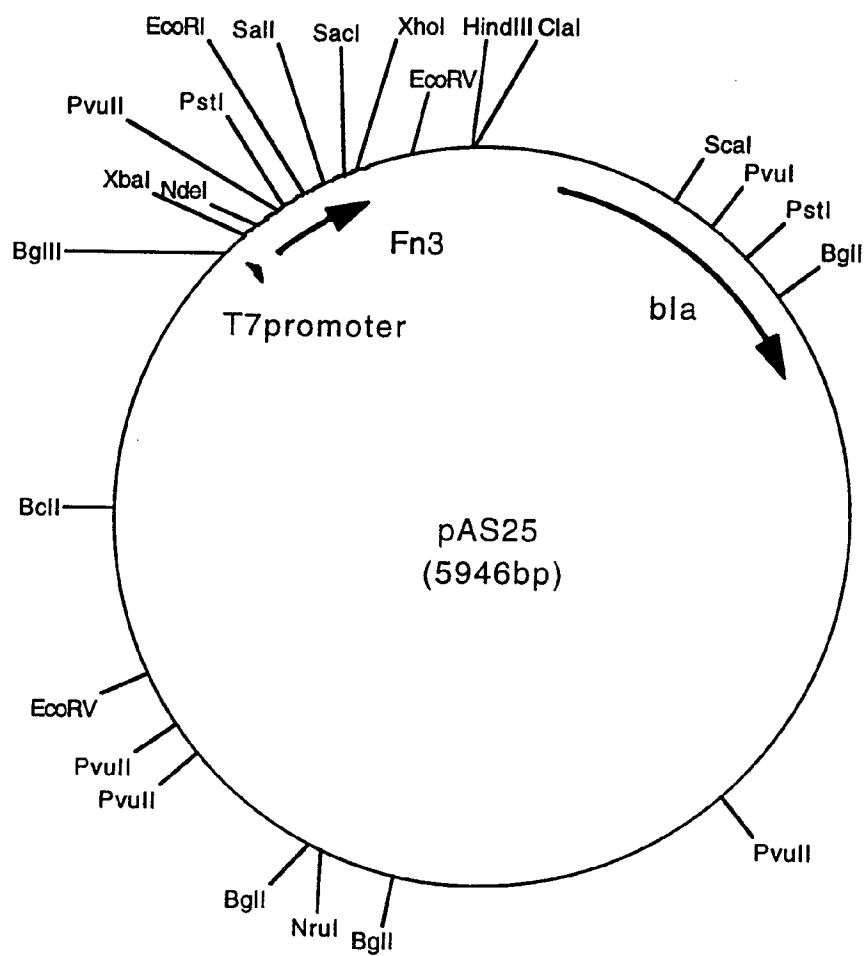 EcoRI
SalI
SacI
XhoI
HindIII ClaI
EcoRV
PvuII
PstI
XbaI
NdeI
BglII
ScaI
PvuI
PstI
BglI
Fn3
T7promoter
bla
BclI
pAS25
(5946bp)
EcoRV
PvuII
PvuII
PvuII
BglI
NruI
BglI